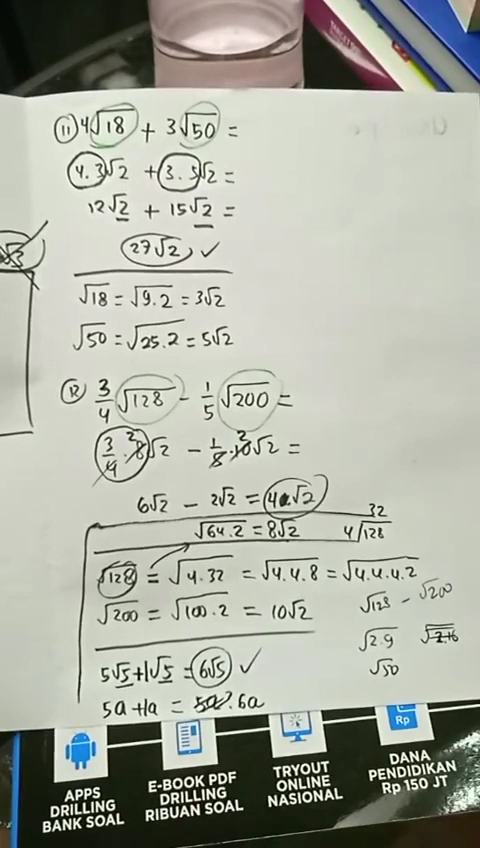 11) 4√18 + 3√50 =
4.3√2 + 3.5√2 =
12√2 + 15√2 =
27√2 ✓
√18 = √9.2 = 3√2
√50 = √25.2 = 5√2
12) 3/4 √128 - 1/5 √200 =
3/4 . 8√2 - 1/5 . 10√2 =
6√2 - 2√2 = 4√2
√64.2 = 8√2
32
4/128
√128 = √4.32 = √4.4.8 = √4.4.4.2
√200 = √100.2 = 10√2
√128 - √200
√2.9
√50
5√5 + 1√5 = 6√5 ✓
5a + 1a = 6a
Rp
APPS DRILLING BANK SOAL
E-BOOK PDF DRILLING RIBUAN SOAL
TRYOUT ONLINE NASIONAL
DANA PENDIDIKAN Rp 150 JT